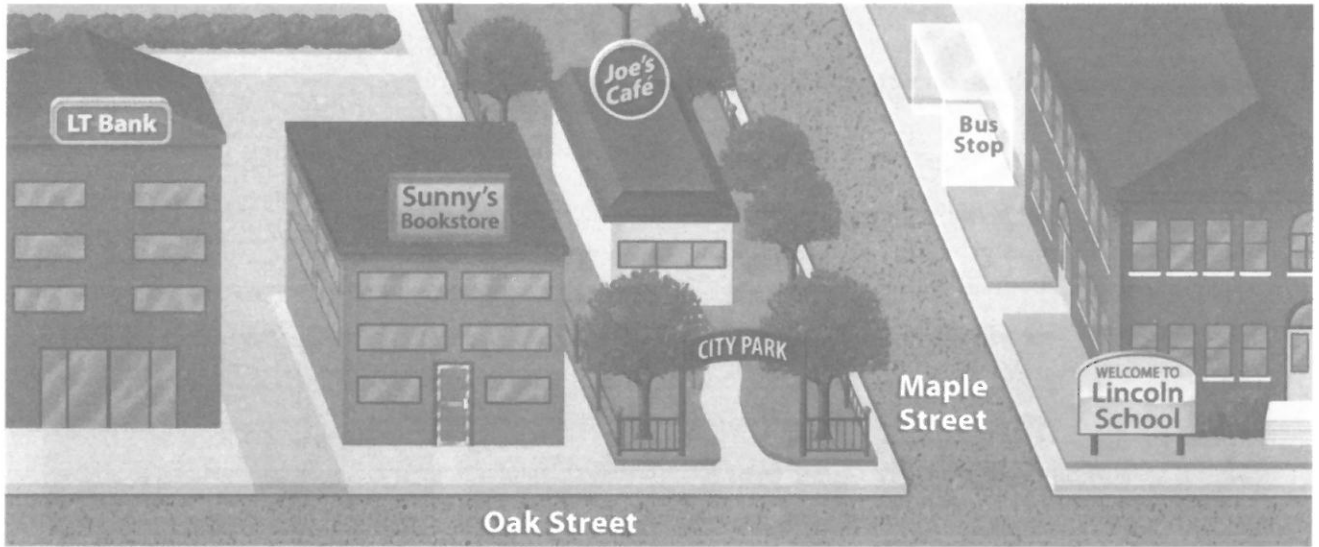 LT Bank
Sunny's
Bookstore
Joe's
Café
CITY PARK
Bus
Stop
Maple
Street
WELCOME TO
Lincoln
School
Oak Street